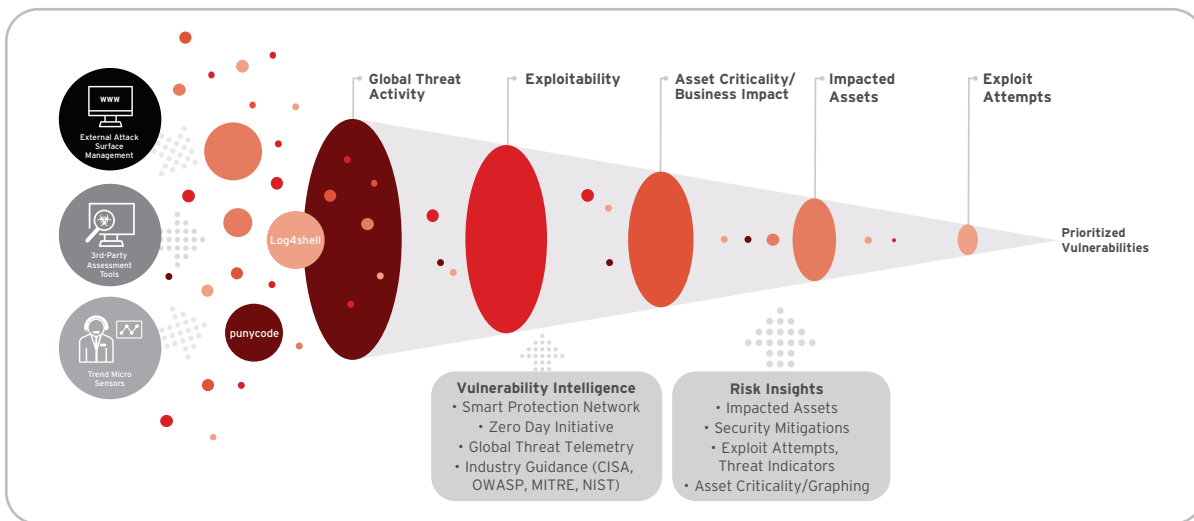 www
External Attack
Surface
Management
3rd-Party
Assessment
Tools
Trend Micro
Sensors
Log4shell
punycode
Global Threat
Activity
Exploitability
Asset Criticality/
Business Impact
Impacted
Assets
Exploit
Attempts
Prioritized
Vulnerabilities
Vulnerability Intelligence
• Smart Protection Network
• Zero Day Initiative
• Global Threat Telemetry
• Industry Guidance (CISA,
OWASP, MITRE, NIST)
Risk Insights
• Impacted Assets
• Security Mitigations
• Exploit Attempts,
Threat Indicators
• Asset Criticality/Graphing